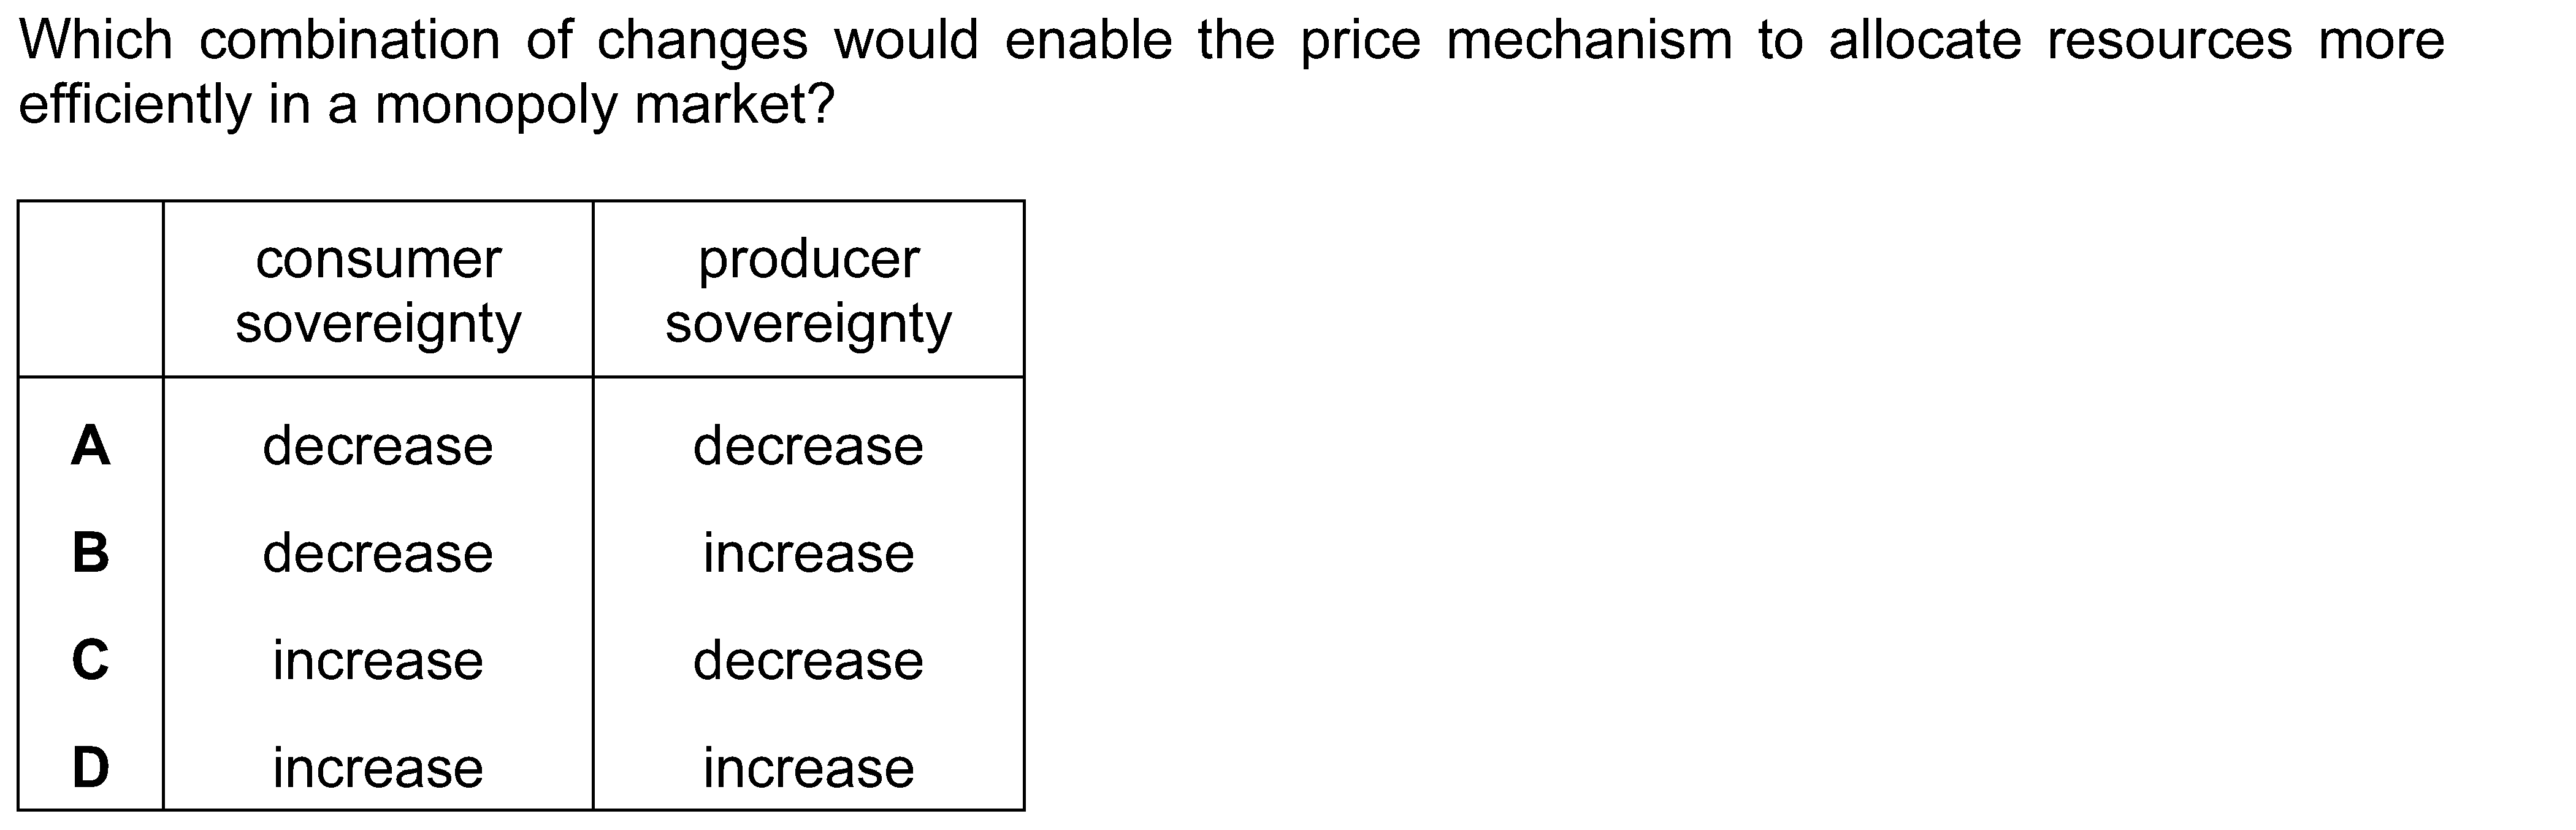 Which combination of changes would enable the price mechanism to allocate resources more
efficiently in a monopoly market?
consumer sovereignty producer sovereignty
A decrease decrease
B decrease increase
C increase decrease
D increase increase